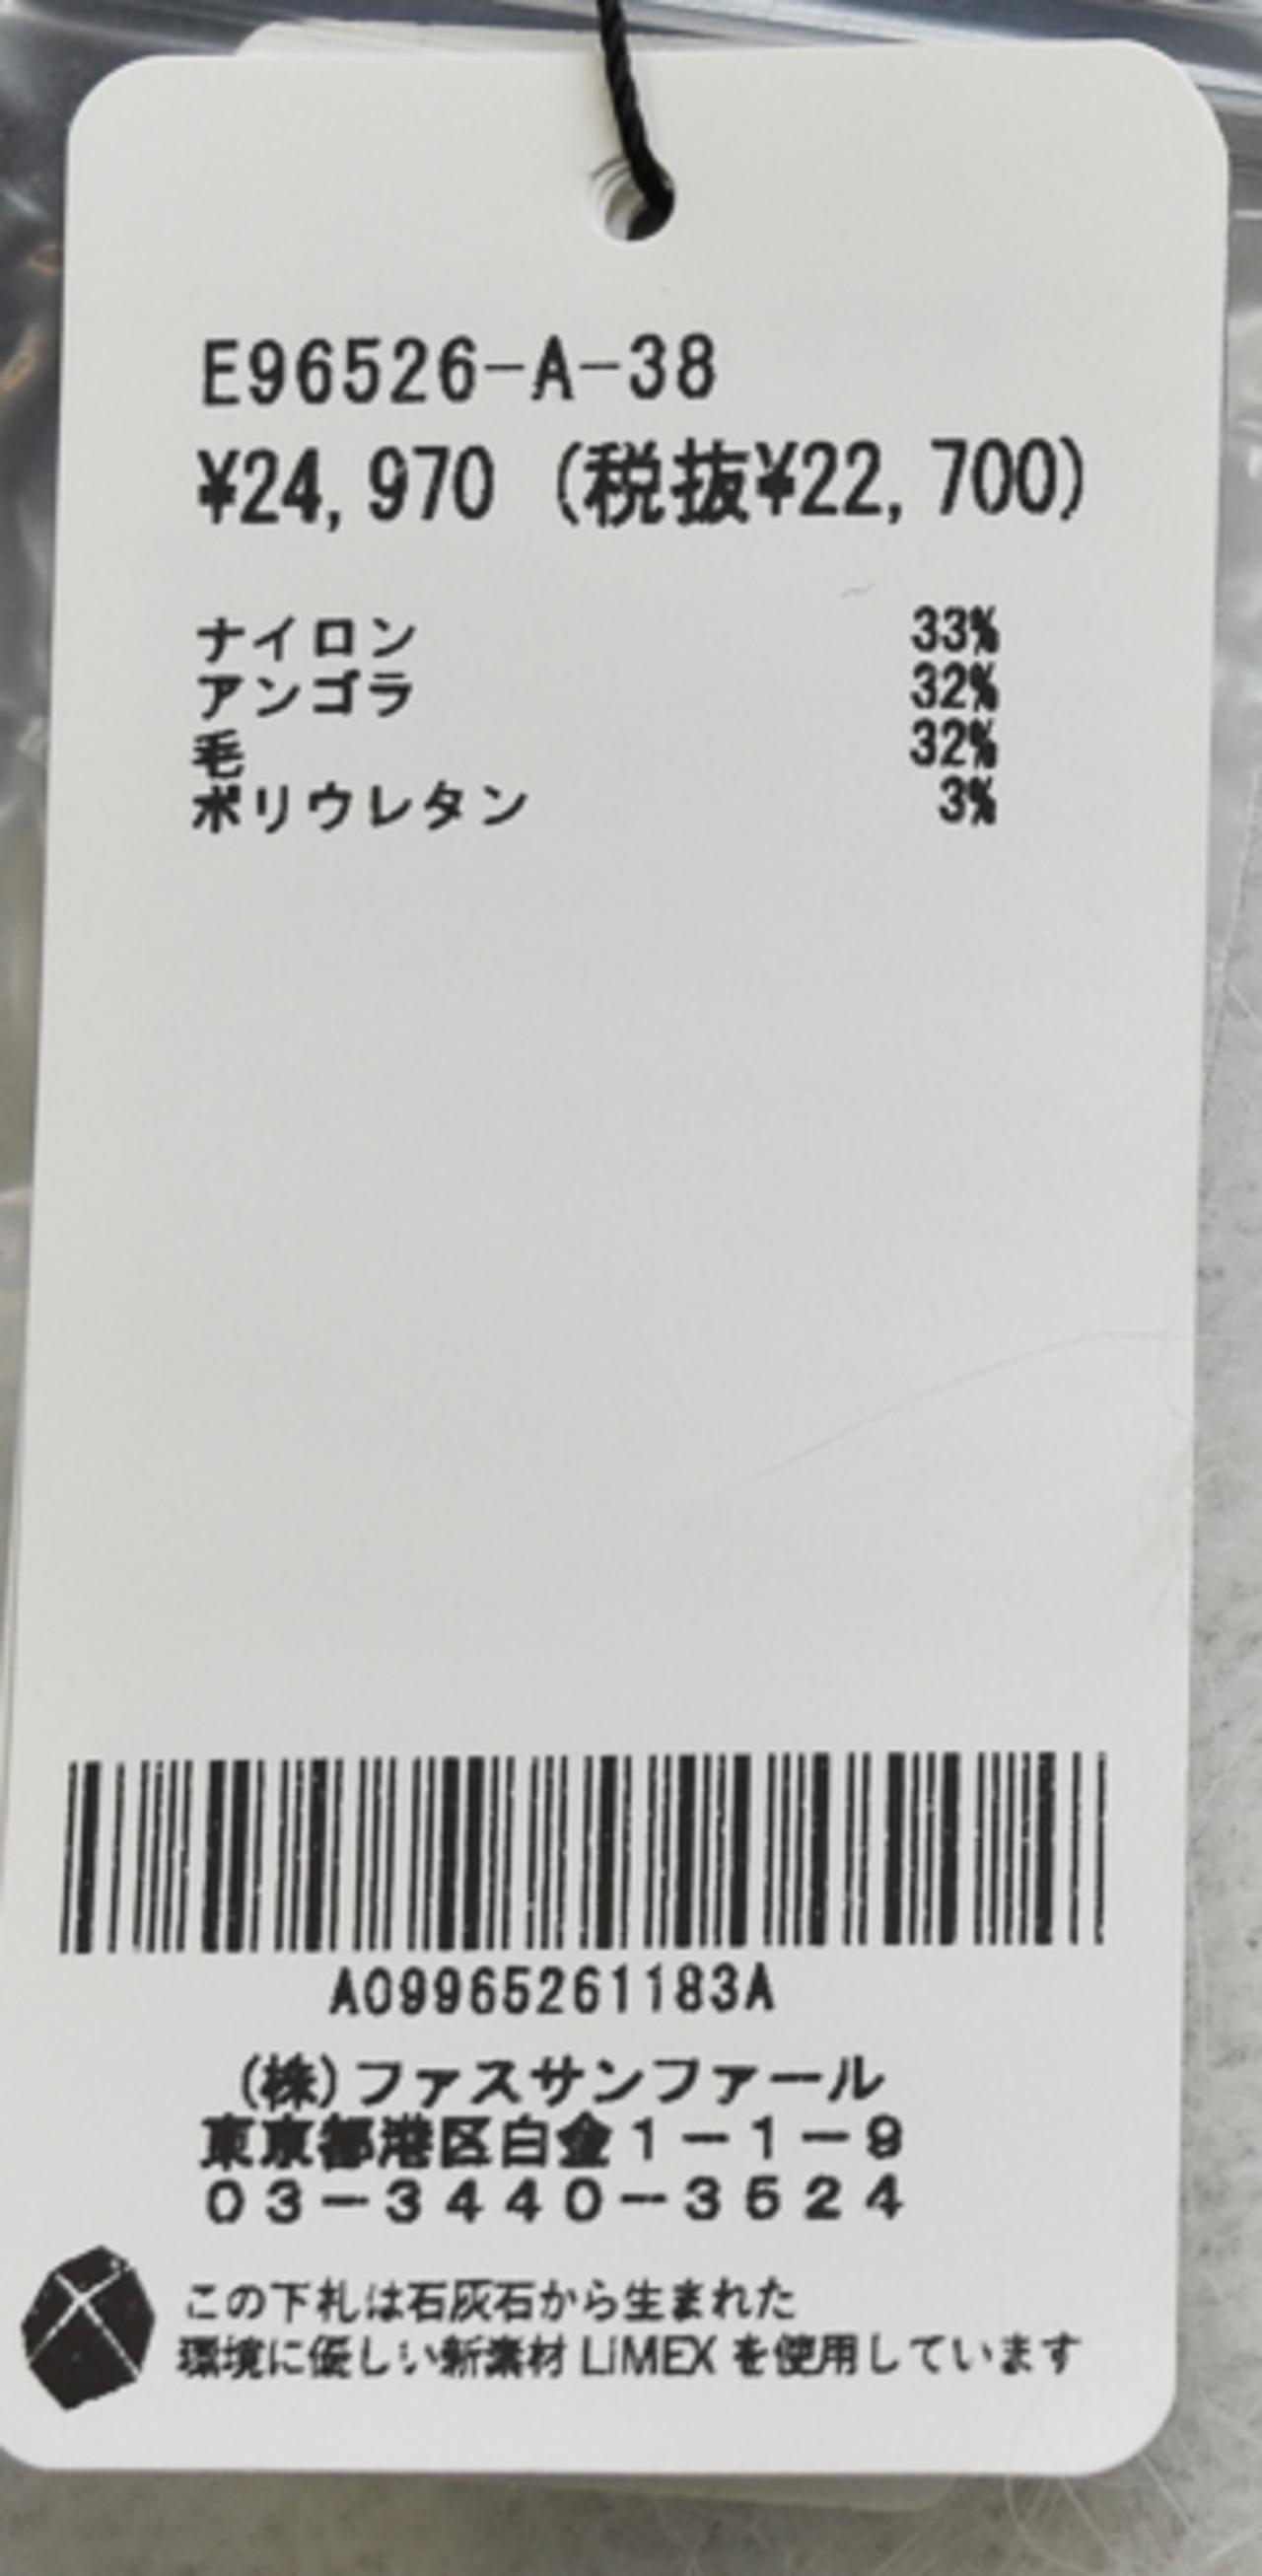 E96526-A-38
¥24,970 (税抜¥22,700)
ナイロン 33%
アンゴラ 32%
毛 32%
ポリウレタン 3%
A09965261183A
(株)ファスサンファール
東京都港区白金１－１－９
０３－３４４０－３５２４
この下札は石灰石から生まれた
環境に優しい新素材 LiMEX を使用しています